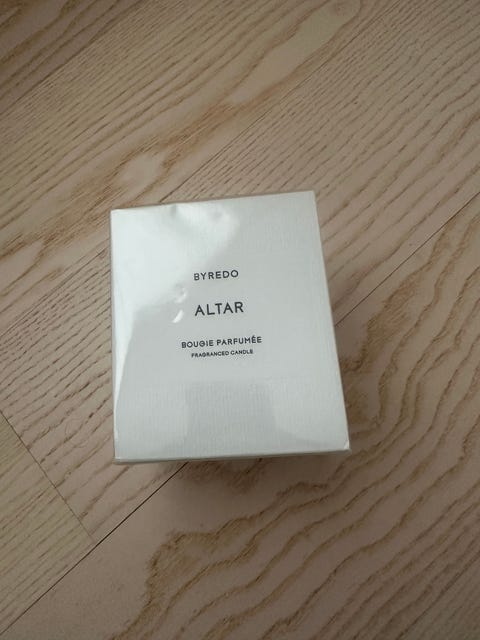 BYREDO
ALTAR
BOUGIE PARFUMÉE
FRAGRANCED CANDLE